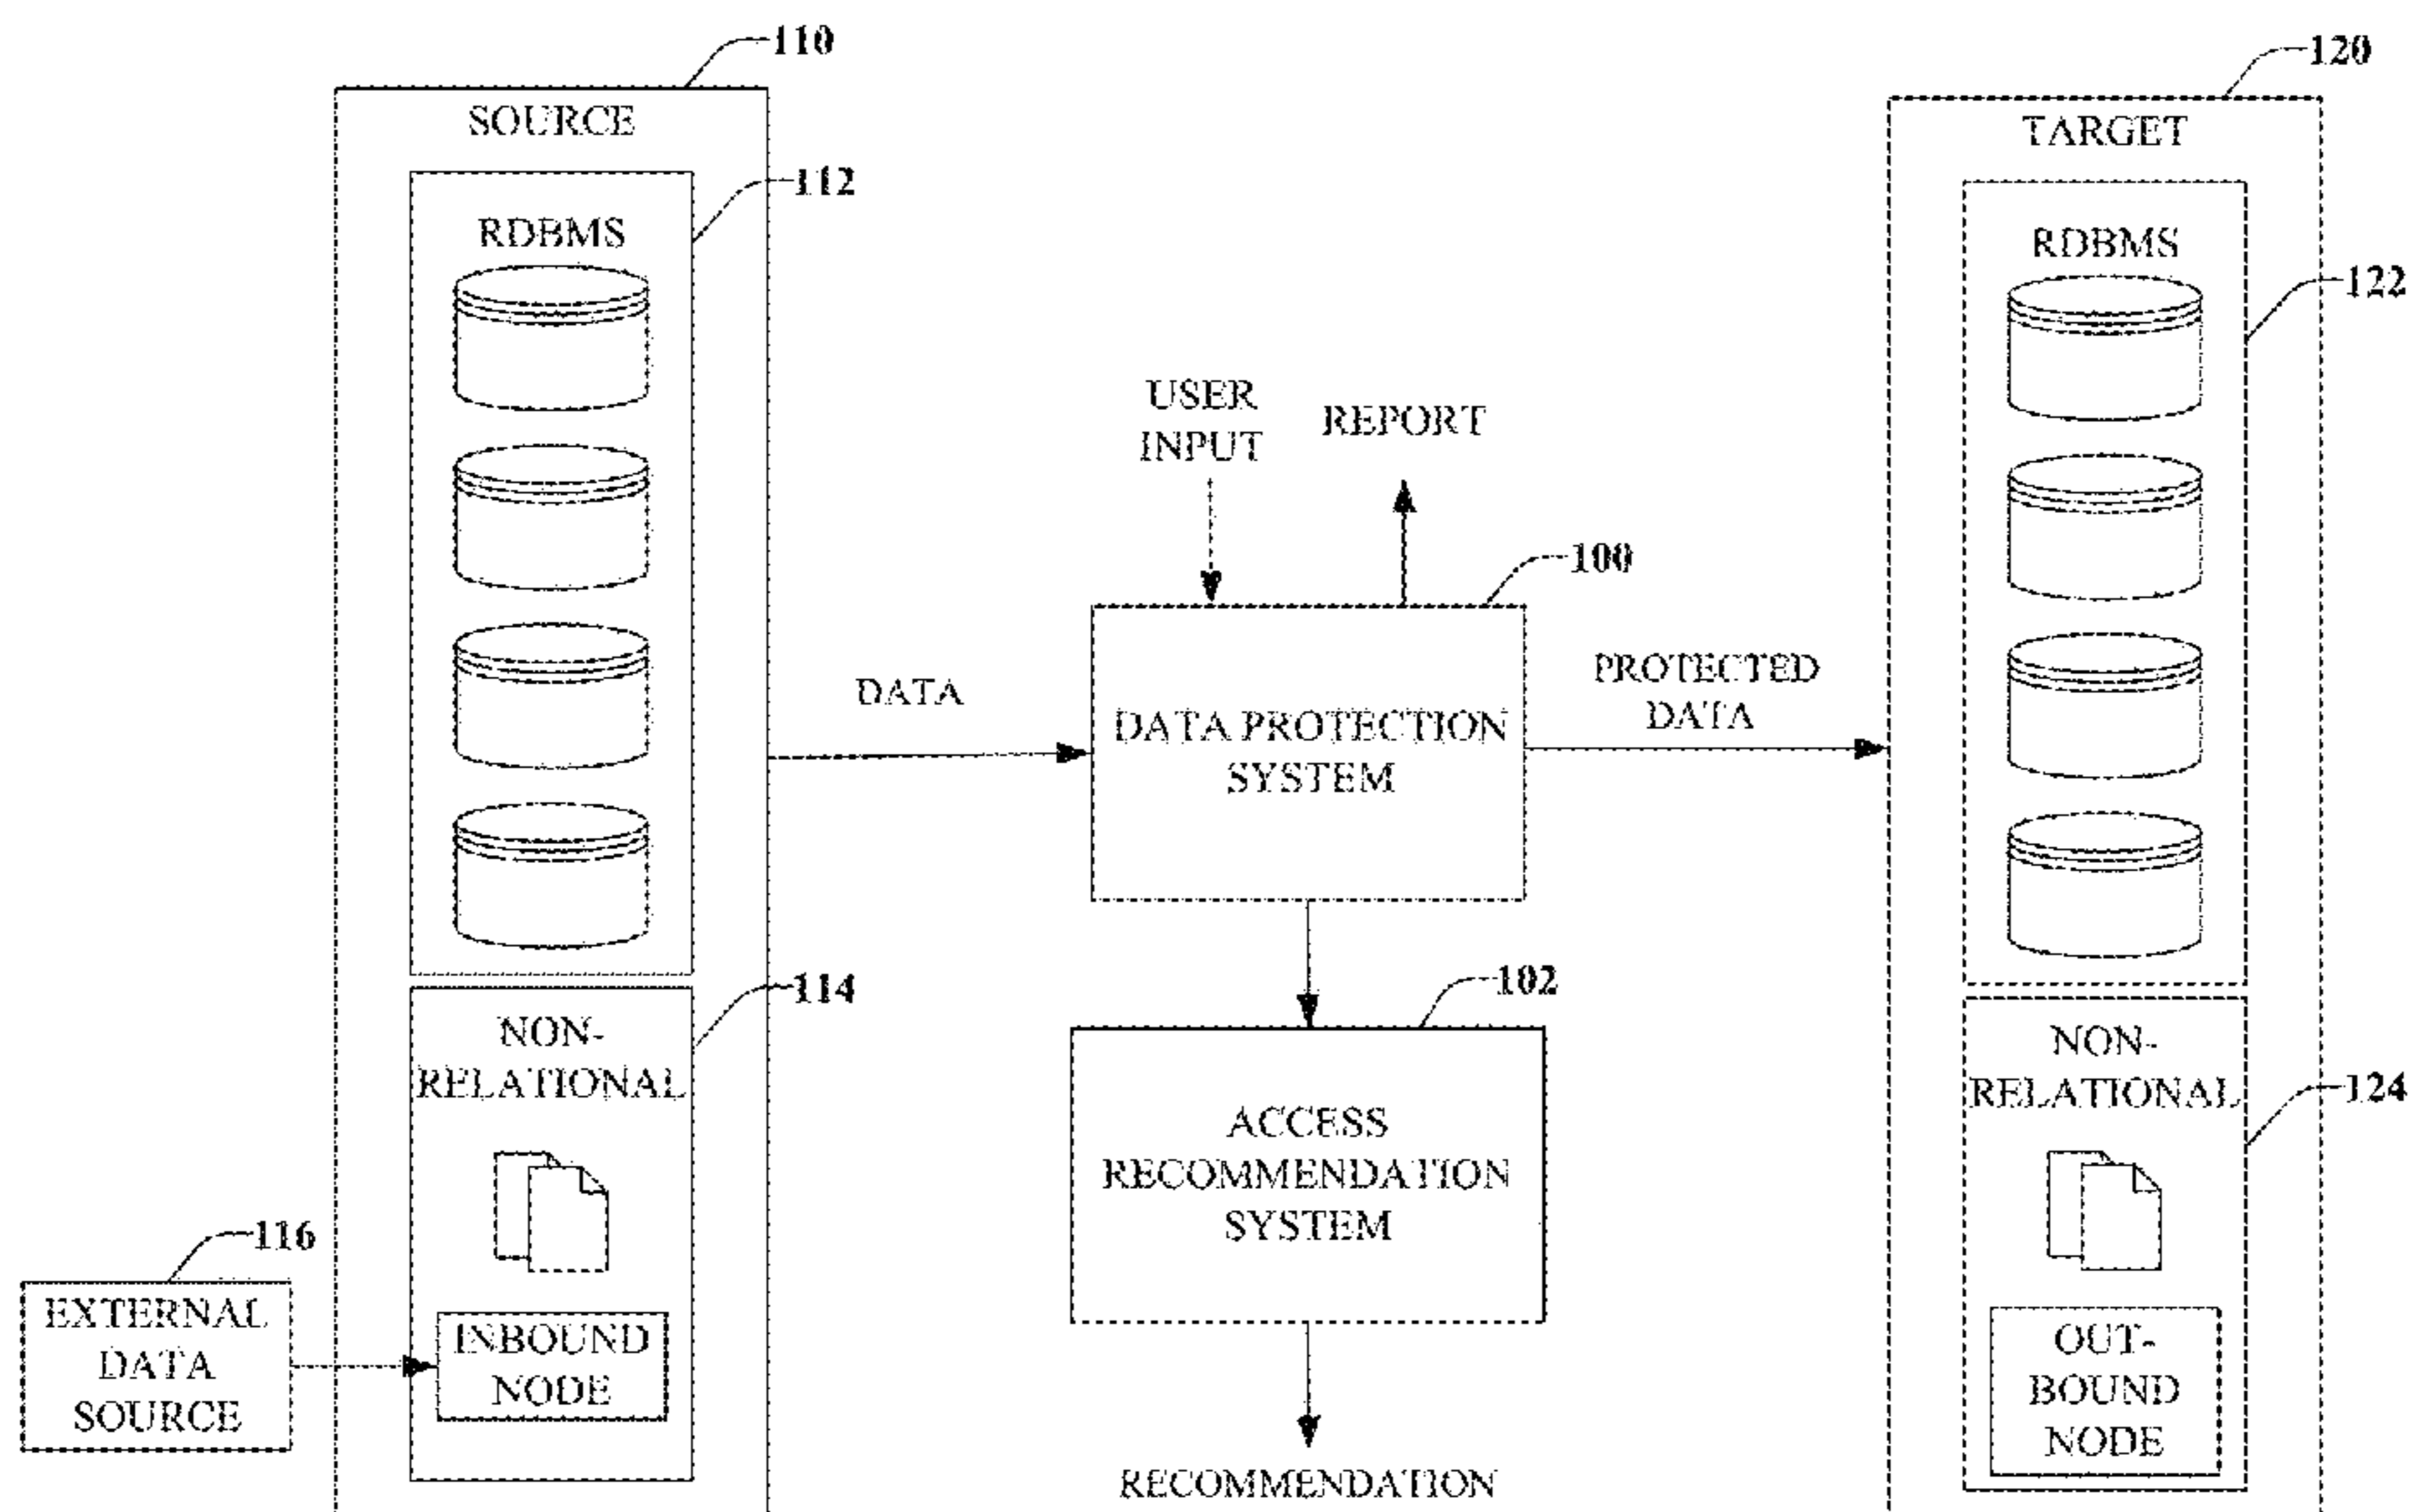 110
SOURCE
112
RDBMS
114
NON-
RELATIONAL
116
EXTERNAL
DATA
SOURCE
INBOUND
NODE
DATA
USER
INPUT
REPORT
100
DATA PROTECTION
SYSTEM
PROTECTED
DATA
102
ACCESS
RECOMMENDATION
SYSTEM
RECOMMENDATION
120
TARGET
RDBMS
122
NON-
RELATIONAL
124
OUT-
BOUND
NODE